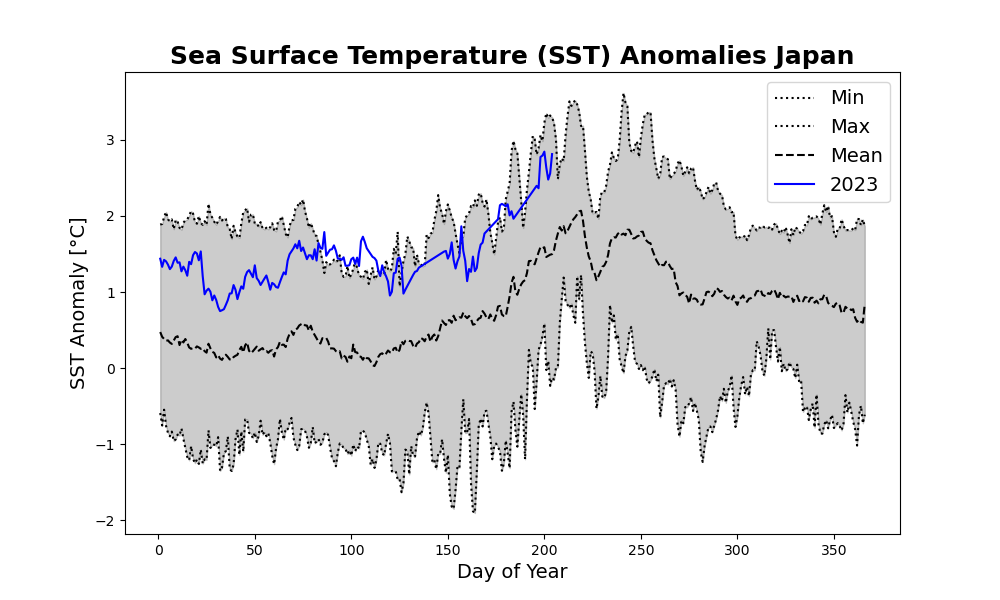 Sea Surface Temperature (SST) Anomalies Japan
Min
Max
Mean
2023
SST Anomaly [°C]
3
2
1
0
−1
−2
0 50 100 150 200 250 300 350
Day of Year